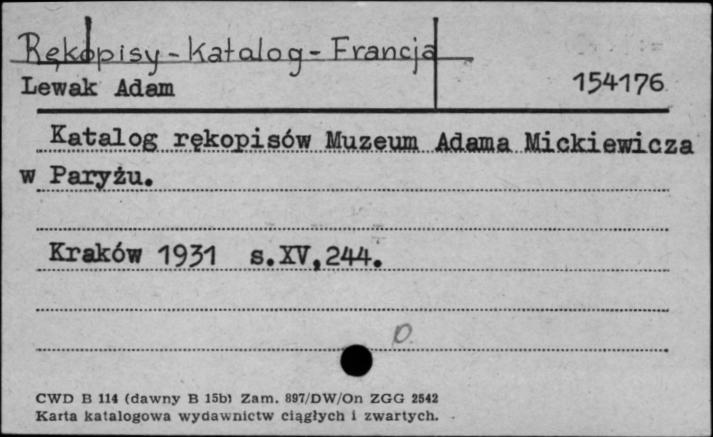 Rękopisy - Katalog - Francja
Lewak Adam 154176
Katalog rękopisów Muzeum Adama Mickiewicza
w Paryżu.
Kraków 1931 s.XV,244.
D.
CWD B 114 (dawny B 15b) Zam. 897/DW/On ZGG 2542
Karta katalogowa wydawnictw ciągłych i zwartych.